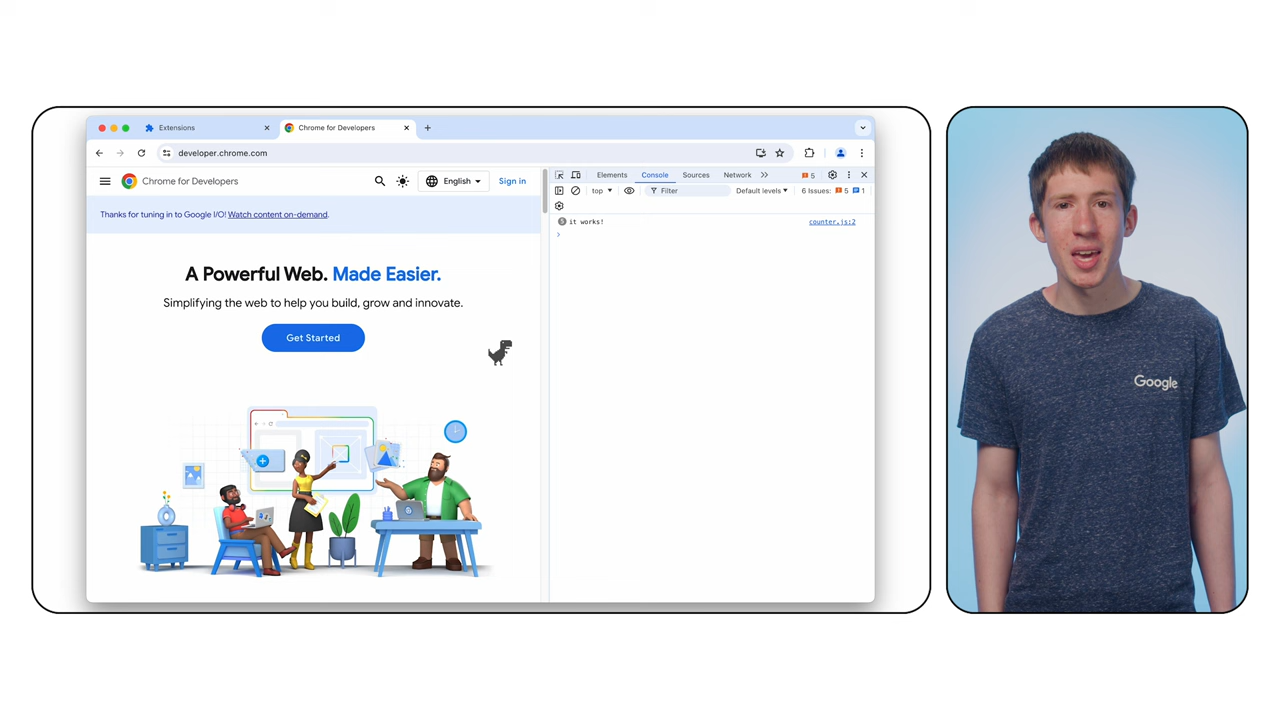 Extensions
Chrome for Developers
developer.chrome.com
Chrome for Developers
English
Sign in
Thanks for tuning in to Google I/O! Watch content on-demand.
A Powerful Web. Made Easier.
Simplifying the web to help you build, grow and innovate.
Get Started
Elements Console Sources Network
5
top Filter Default levels 6 Issues: 5 1
5 it works! counter.js:2
Google